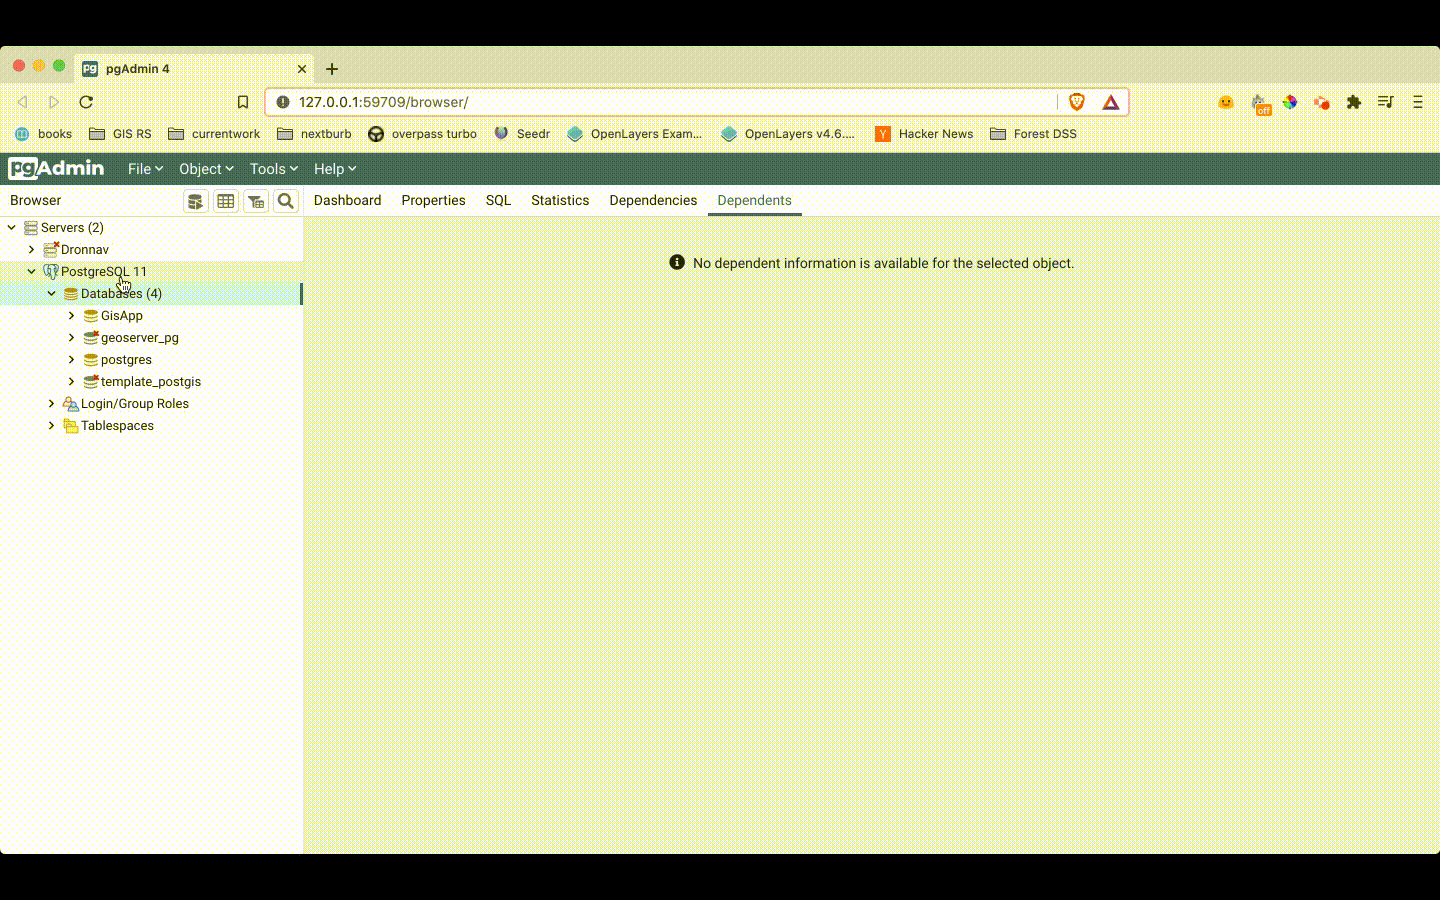 pgAdmin 4
127.0.0.1:59709/browser/
off
books GIS RS currentwork nextburb overpass turbo Seedr OpenLayers Exam... OpenLayers v4.6.... Hacker News Forest DSS
pgAdmin File Object Tools Help
Browser Dashboard Properties SQL Statistics Dependencies Dependents
Servers (2)
Dronnav
PostgreSQL 11
Databases (4)
GisApp
geoserver_pg
postgres
template_postgis
Login/Group Roles
Tablespaces
No dependent information is available for the selected object.